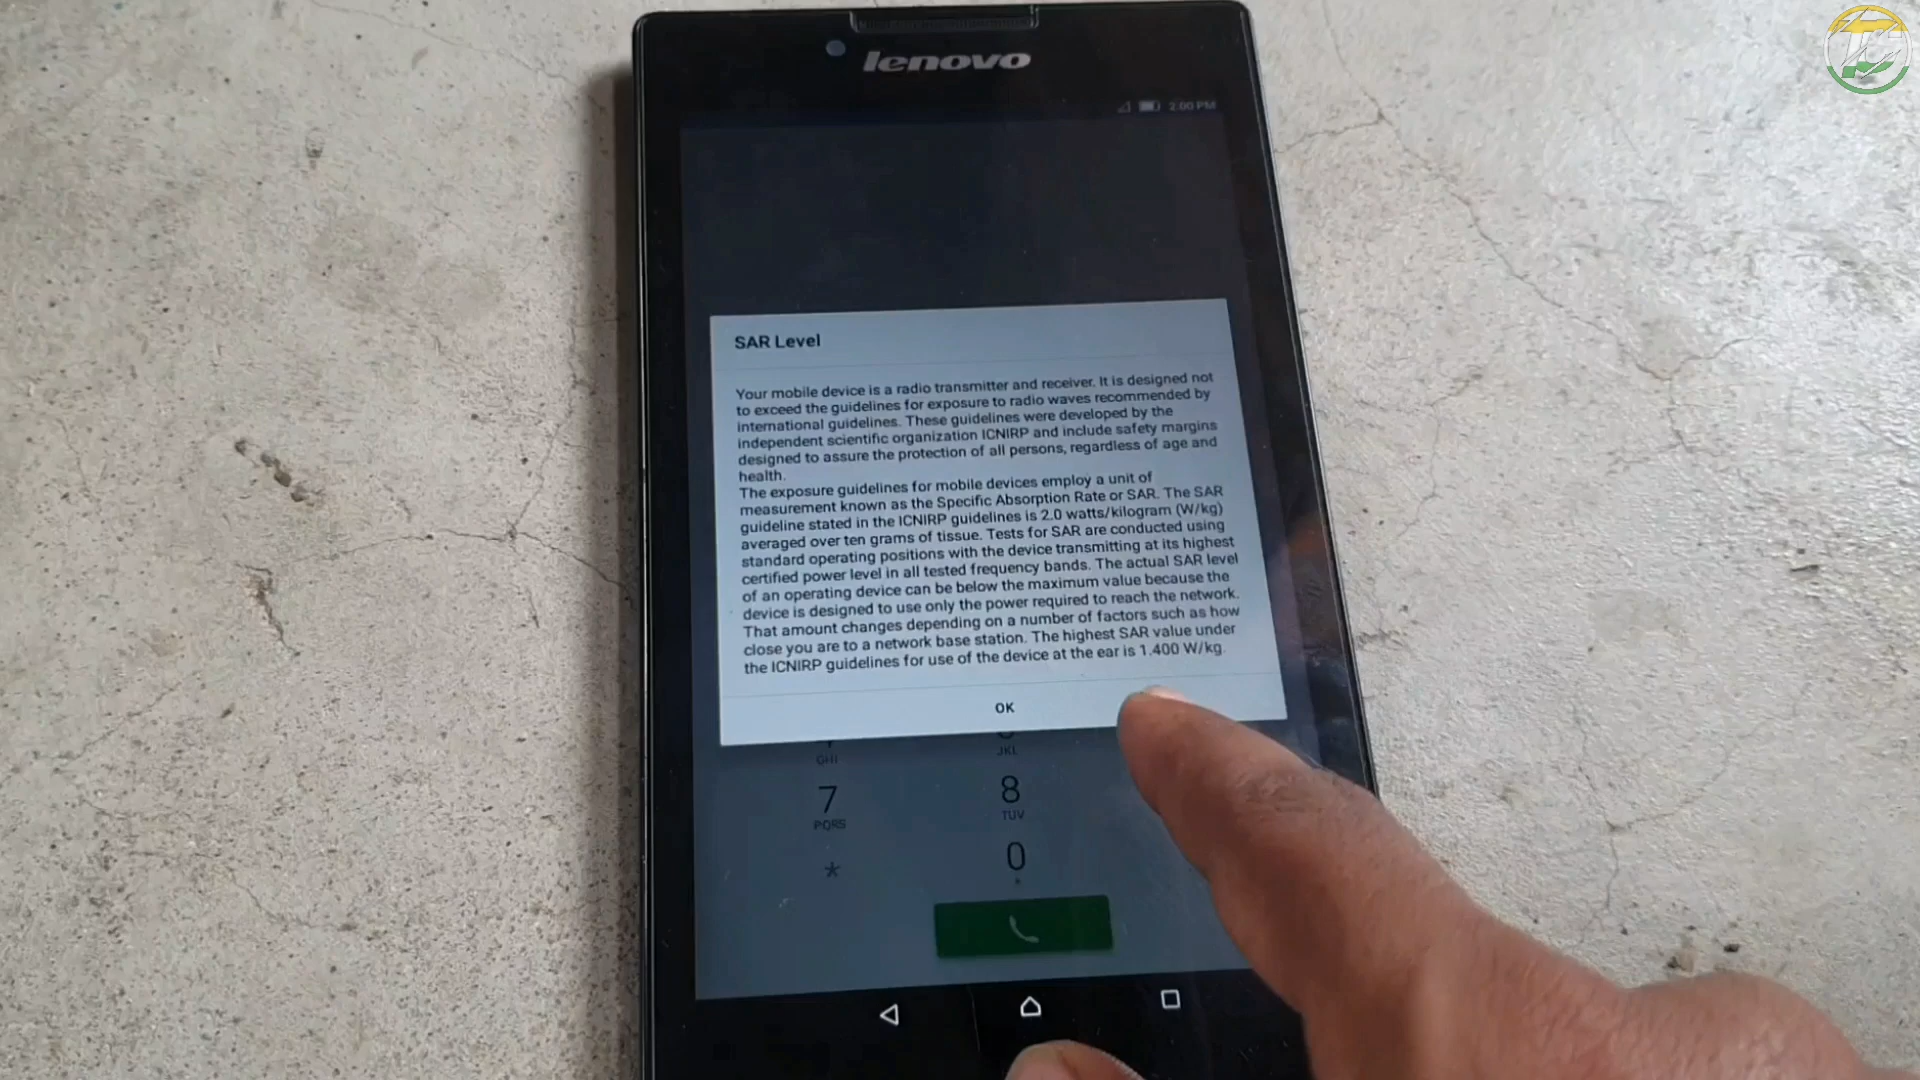 lenovo
2:00 PM
SAR Level
Your mobile device is a radio transmitter and receiver. It is designed not
to exceed the guidelines for exposure to radio waves recommended by
international guidelines. These guidelines were developed by the
independent scientific organization ICNIRP and include safety margins
designed to assure the protection of all persons, regardless of age and
health.
The exposure guidelines for mobile devices employ a unit of
measurement known as the Specific Absorption Rate or SAR. The SAR
guideline stated in the ICNIRP guidelines is 2.0 watts/kilogram (W/kg)
averaged over ten grams of tissue. Tests for SAR are conducted using
standard operating positions with the device transmitting at its highest
certified power level in all tested frequency bands. The actual SAR level
of an operating device can be below the maximum value because the
device is designed to use only the power required to reach the network.
That amount changes depending on a number of factors such as how
close you are to a network base station. The highest SAR value under
the ICNIRP guidelines for use of the device at the ear is 1.400 W/kg.
OK
GHI JKL
7 8
PQRS TUV
* 0
+